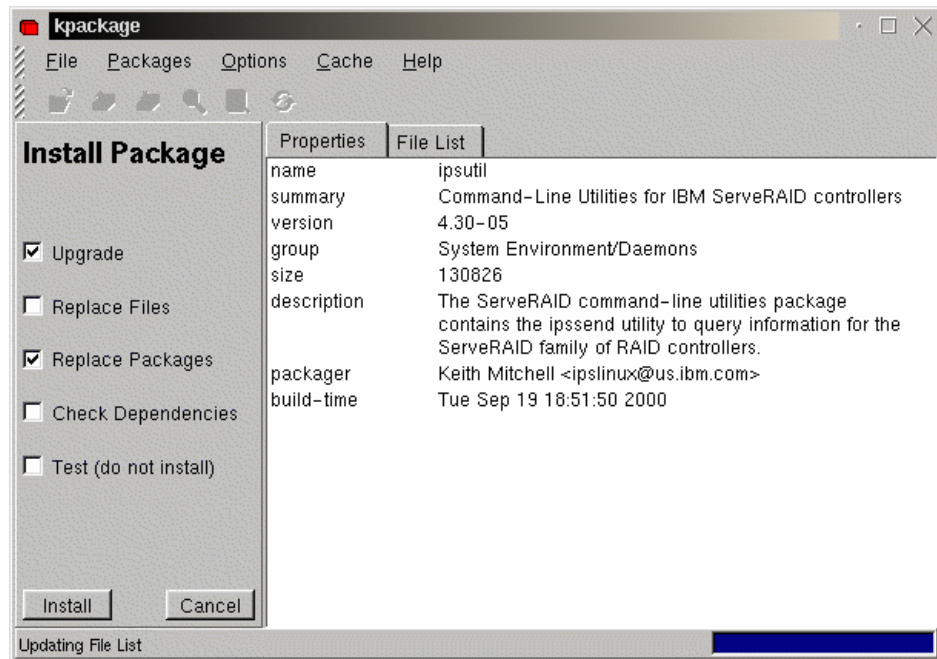 kpackage
File Packages Options Cache Help
Install Package
Upgrade
Replace Files
Replace Packages
Check Dependencies
Test (do not install)
Install Cancel
Properties File List
name ipsutil
summary Command-Line Utilities for IBM ServeRAID controllers
version 4.30-05
group System Environment/Daemons
size 130826
description The ServeRAID command-line utilities package
contains the ipssend utility to query information for the
ServeRAID family of RAID controllers.
packager Keith Mitchell <ipslinux@us.ibm.com>
build-time Tue Sep 19 18:51:50 2000
Updating File List